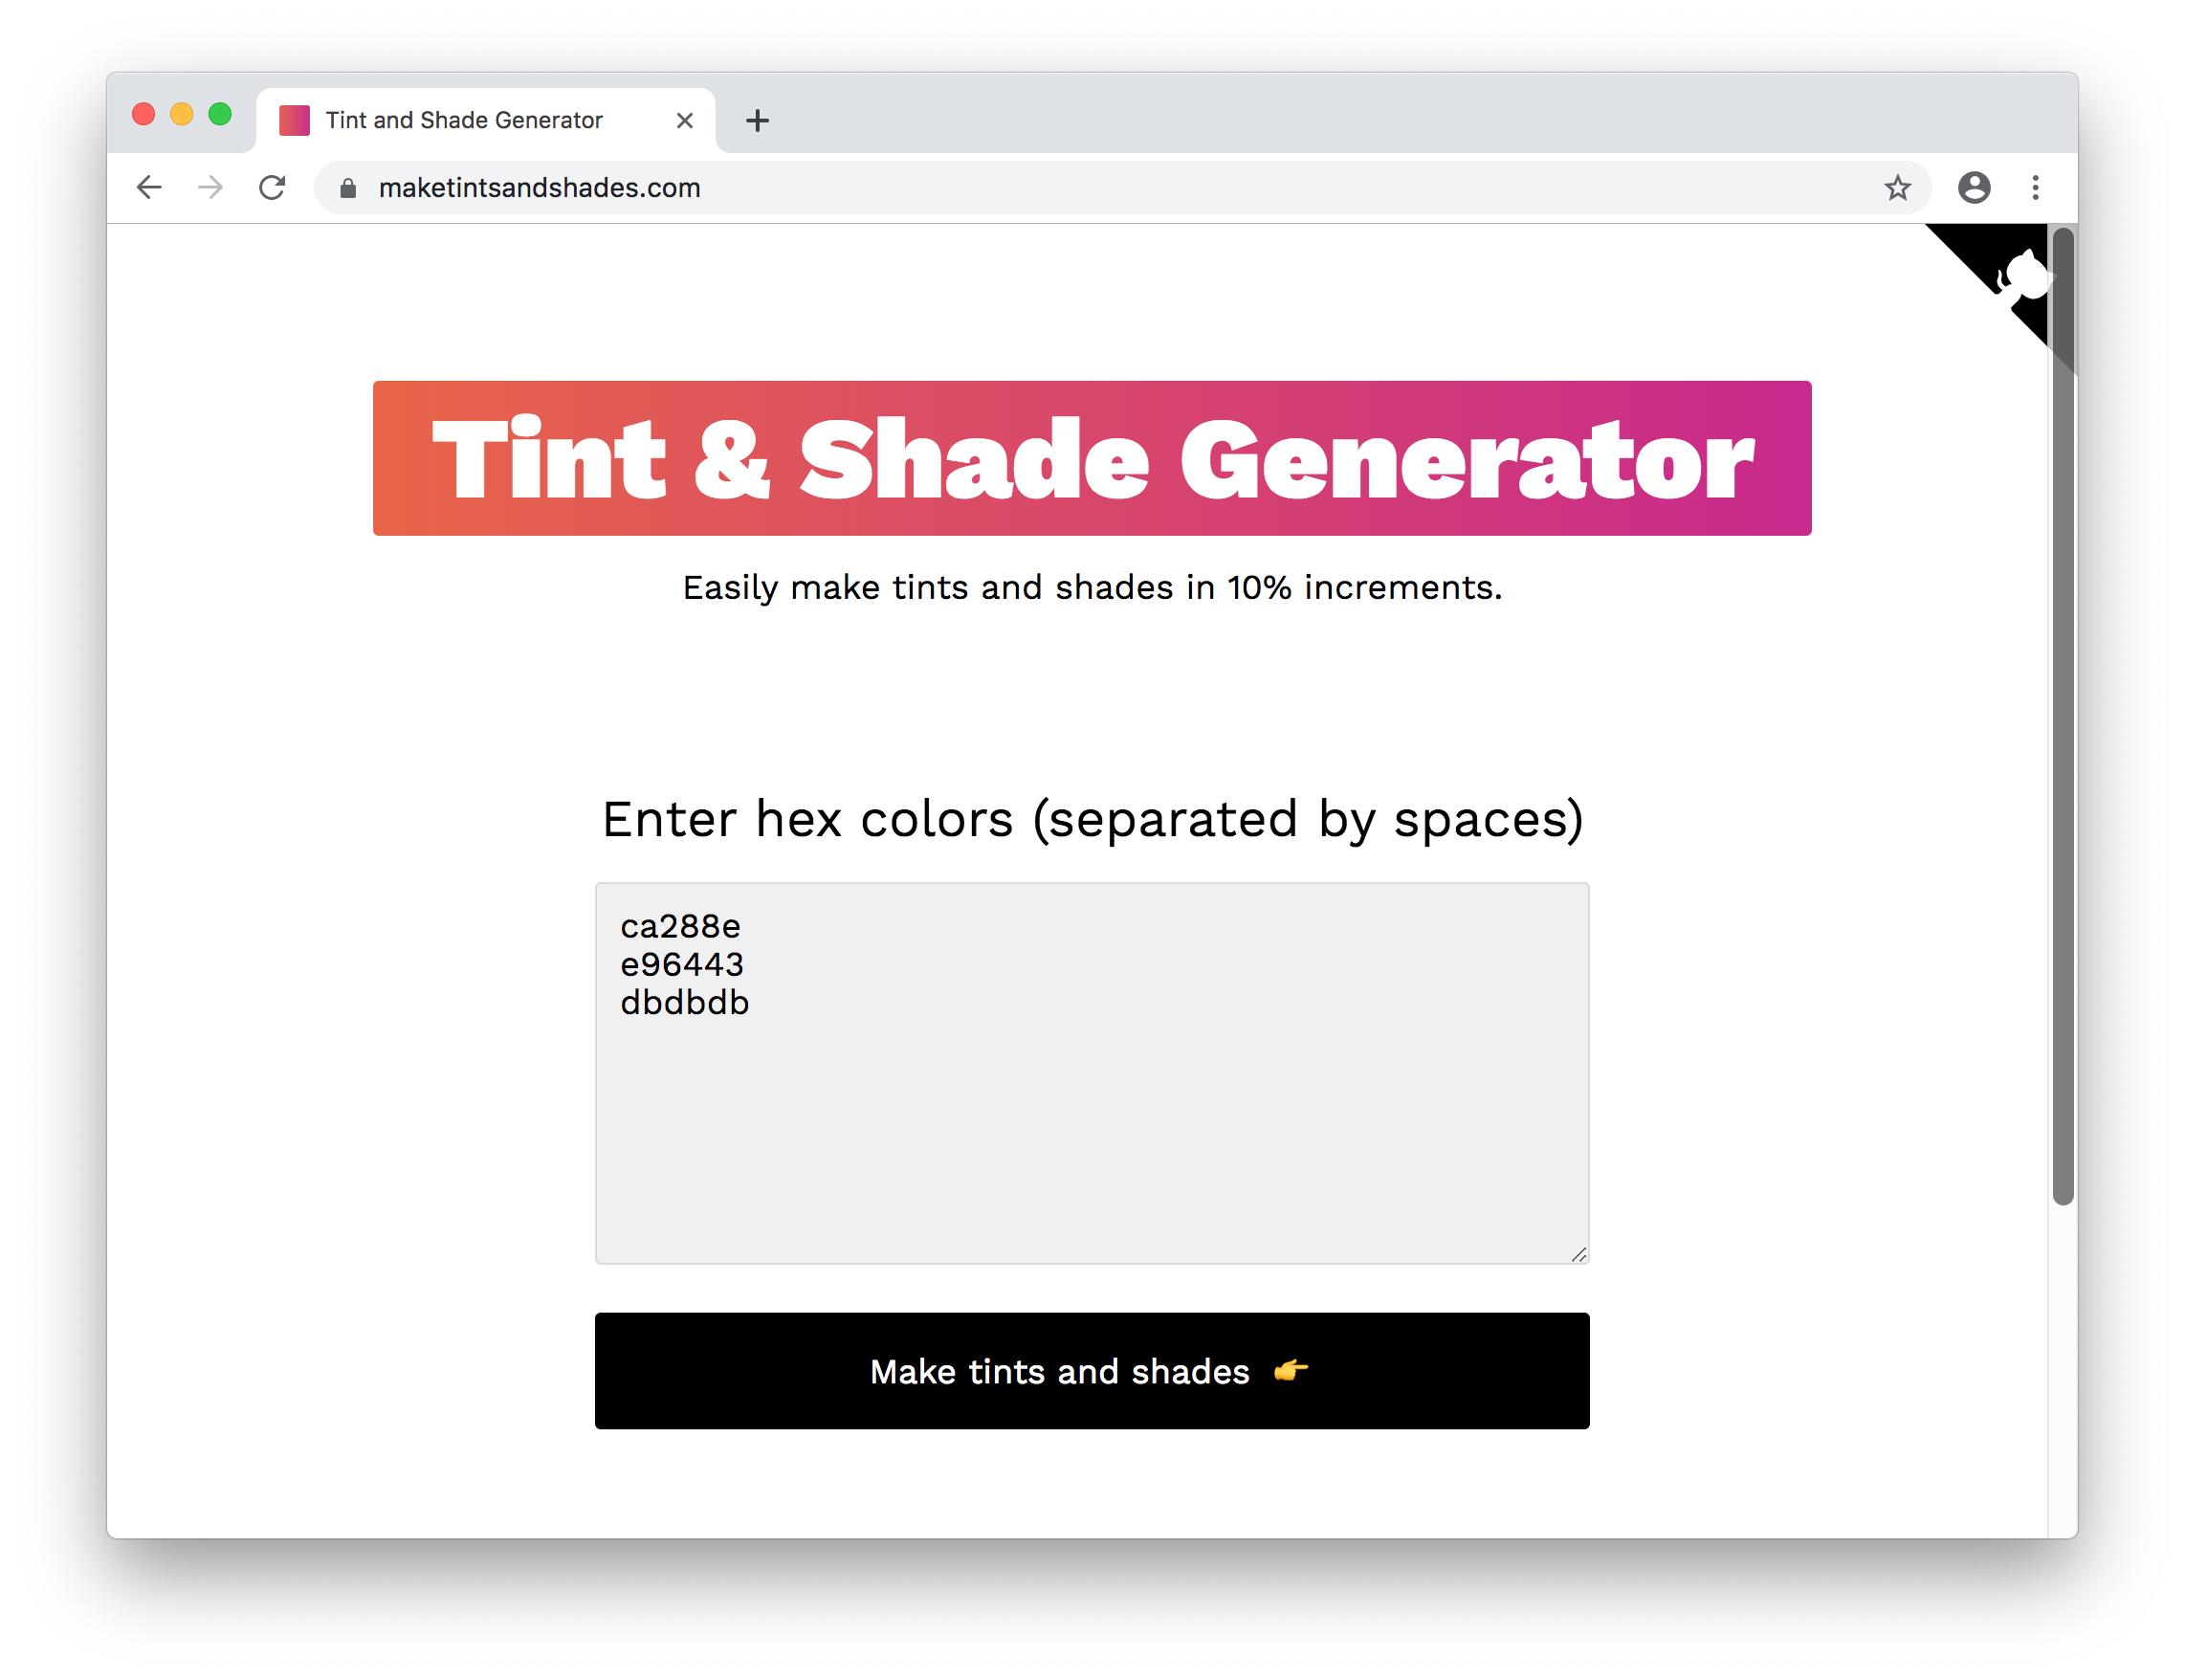 Tint and Shade Generator
maketintsandshades.com
Tint & Shade Generator
Easily make tints and shades in 10% increments.
Enter hex colors (separated by spaces)
ca288e
e96443
dbdbdb
Make tints and shades 👉